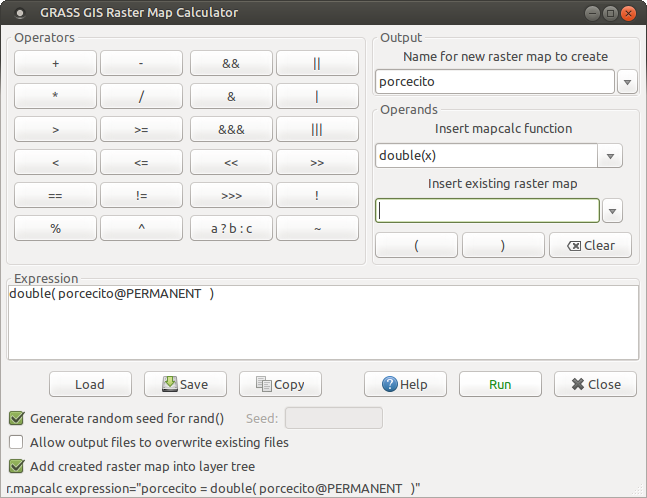 GRASS GIS Raster Map Calculator
Operators
+ - && ||
* / & |
> >= &&& |||
< <= << >>
== != >>> !
% ^ a ? b : c ~
Output
Name for new raster map to create
porcecito
Operands
Insert mapcalc function
double(x)
Insert existing raster map
( ) Clear
Expression
double( porcecito@PERMANENT )
Load Save Copy Help Run Close
Generate random seed for rand() Seed:
Allow output files to overwrite existing files
Add created raster map into layer tree
r.mapcalc expression="porcecito = double( porcecito@PERMANENT )"